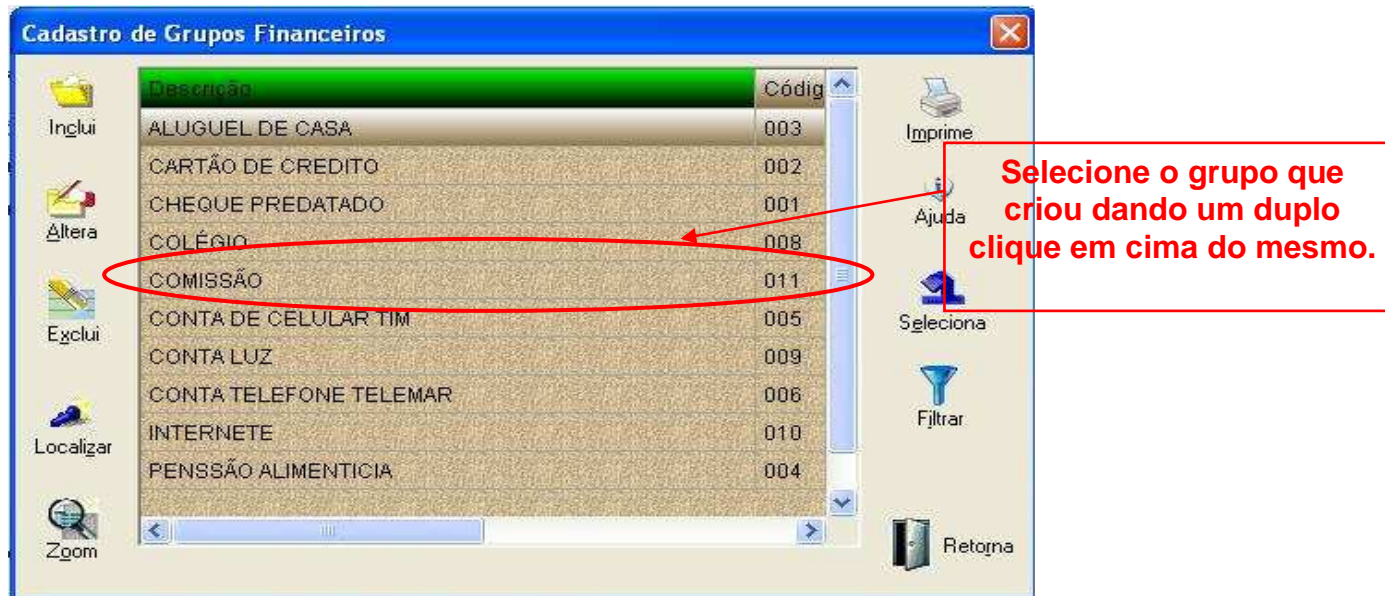 Cadastro de Grupos Financeiros
Inclui
Altera
Exclui
Localizar
Zoom
Descrição Códig
ALUGUEL DE CASA 003
CARTÃO DE CREDITO 002
CHEQUE PREDATADO 001
COLÉGIO 008
COMISSÃO 011
CONTA DE CELULAR TIM 005
CONTA LUZ 009
CONTA TELEFONE TELEMAR 006
INTERNETE 010
PENSSÃO ALIMENTICIA 004
Imprime
Ajuda
Seleciona
Filtrar
Retorna
Selecione o grupo que
criou dando um duplo
clique em cima do mesmo.